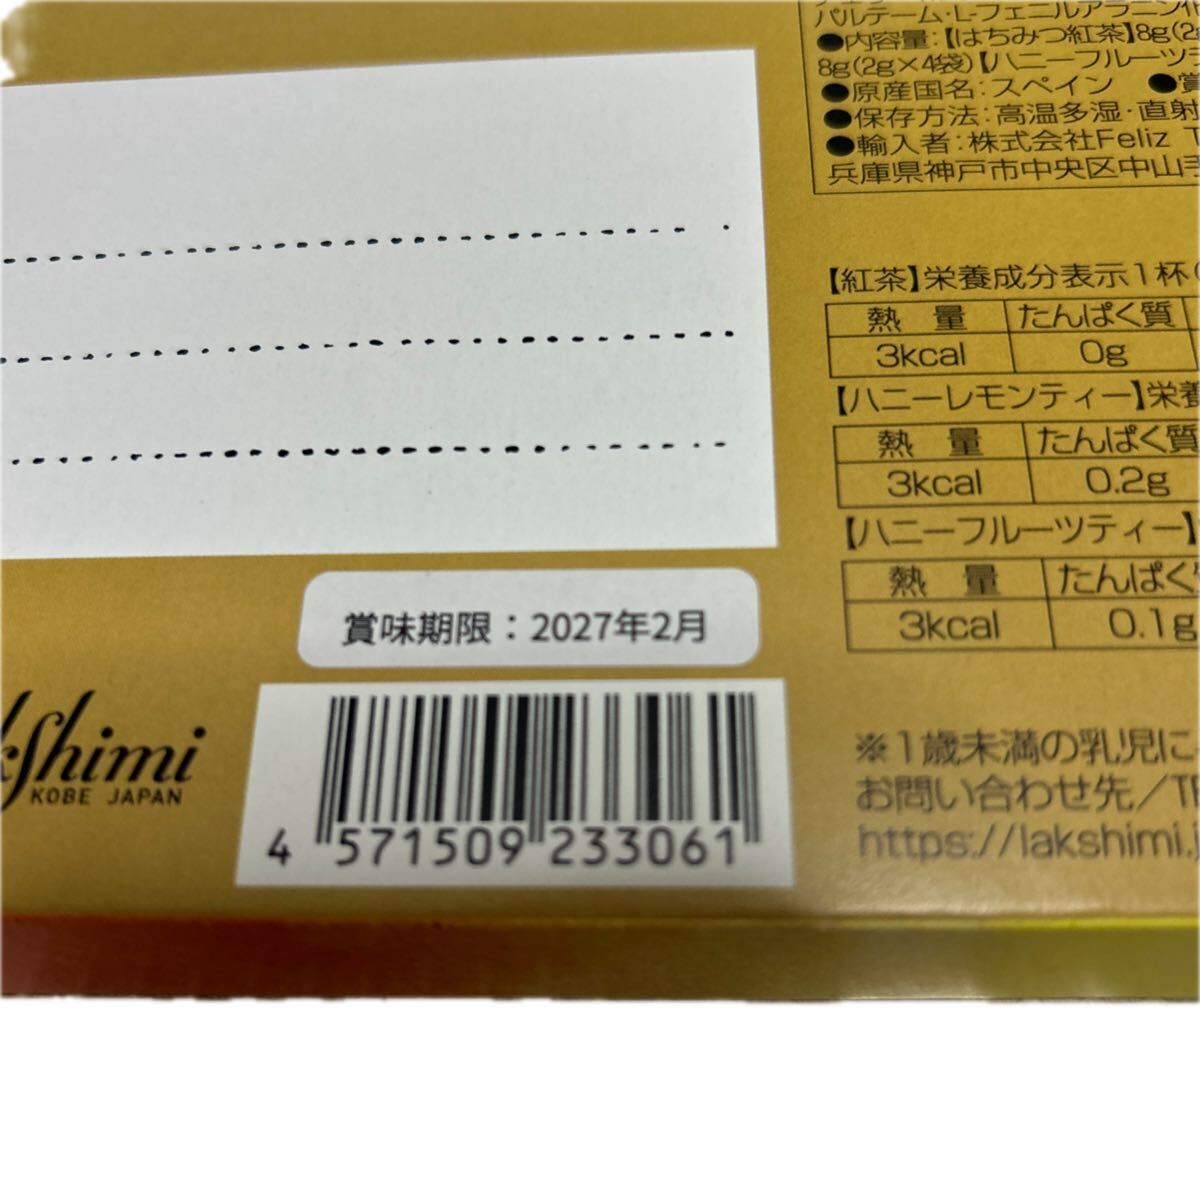 パルテーム・L-フェニルアラニン化
●内容量:【はちみつ紅茶】8g(2g
8g(2g×4袋)【ハニーフルーツテ
●原産国名:スペイン ●賞
●保存方法:高温多湿・直射
●輸入者:株式会社Feliz T
兵庫県神戸市中央区中山手
【紅茶】栄養成分表示1杯(
熱 量 たんぱく質
3kcal 0g
【ハニーレモンティー】栄養
熱 量 たんぱく質
3kcal 0.2g
【ハニーフルーツティー】
熱 量 たんぱく
3kcal 0.1g
賞味期限:2027年2月
kshimi
KOBE JAPAN
4 571509 233061
※1歳未満の乳児に
お問い合わせ先/TE
https://lakshimi.j